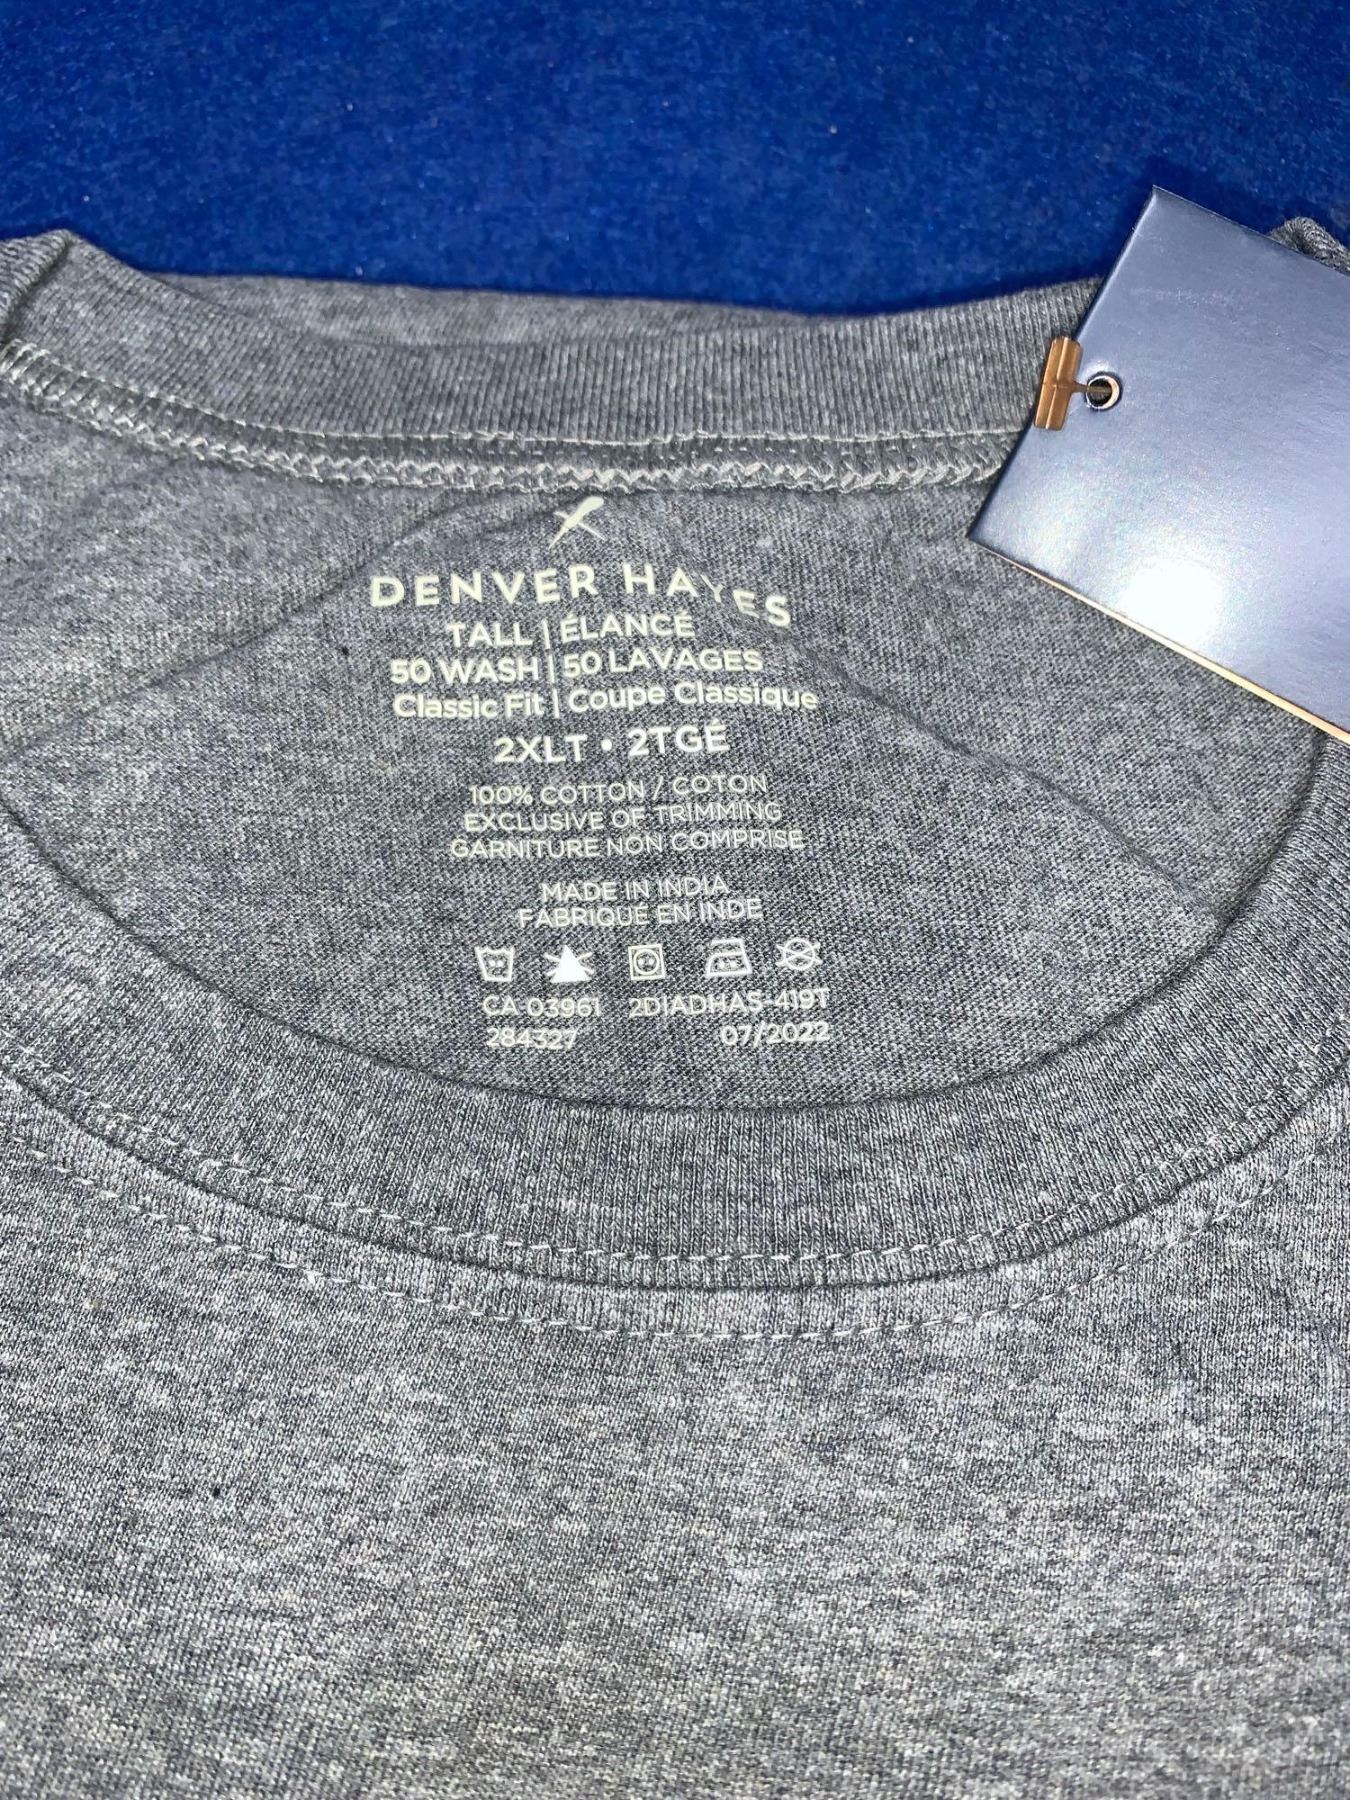 DENVER HAYES
TALL | ÉLANCÉ
50 WASH | 50 LAVAGES
Classic Fit | Coupe Classique
2XLT • 2TGÉ
100% COTTON / COTON
EXCLUSIVE OF TRIMMING
GARNITURE NON COMPRISE
MADE IN INDIA
FABRIQUÉ EN INDE
CA 03961 2DIADHAS-419T
284327 07/2022